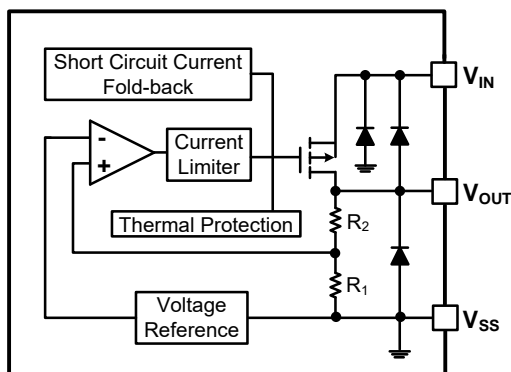 Short Circuit Current
Fold-back
V_IN
-
+
Current
Limiter
Thermal Protection
R_2
V_OUT
R_1
Voltage
Reference
V_SS